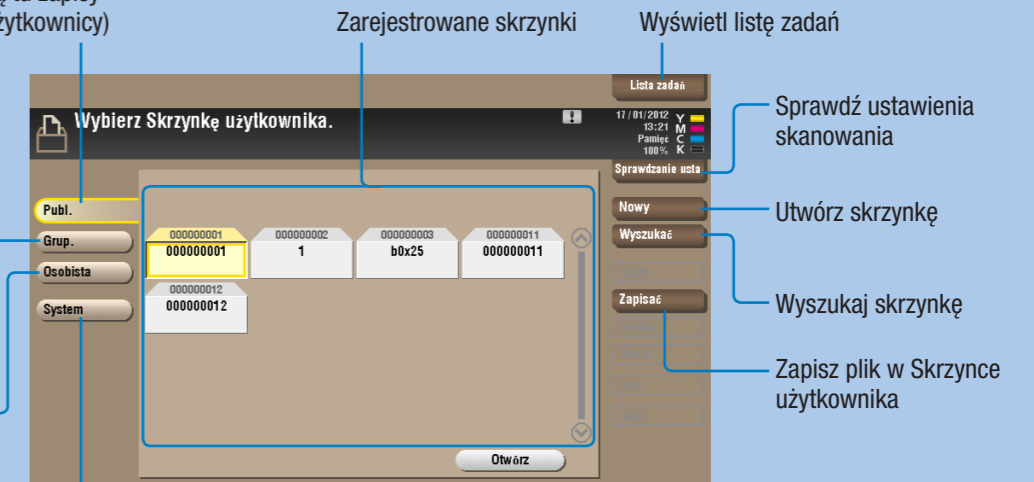 ą tu zapisy
żytkownicy)
Zarejestrowane skrzynki
Wyświetl listę zadań
Lista zadań
Wybierz Skrzynkę użytkownika.
17/01/2012
13:21
Pamięć
100%
Y
M
C
K
Sprawdź ustawienia
skanowania
Sprawdzanie usta
Publ.
Grup.
Osobista
System
000000001
000000001
000000002
1
000000003
b0x25
000000011
000000011
000000012
000000012
Nowy
Wyszukać
Zapisać
Utwórz skrzynkę
Wyszukaj skrzynkę
Zapisz plik w Skrzynce
użytkownika
Otwórz